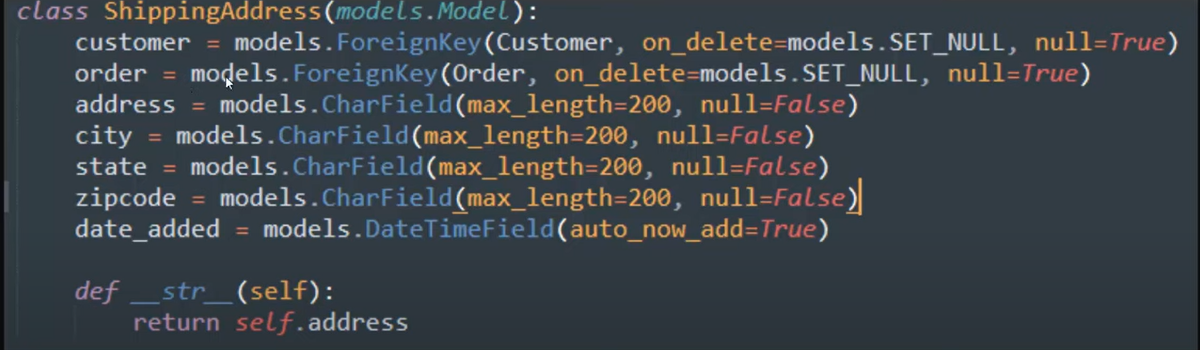 class ShippingAddress(models.Model):
    customer = models.ForeignKey(Customer, on_delete=models.SET_NULL, null=True)
    order = models.ForeignKey(Order, on_delete=models.SET_NULL, null=True)
    address = models.CharField(max_length=200, null=False)
    city = models.CharField(max_length=200, null=False)
    state = models.CharField(max_length=200, null=False)
    zipcode = models.CharField(max_length=200, null=False)
    date_added = models.DateTimeField(auto_now_add=True)
    def __str__(self):
        return self.address